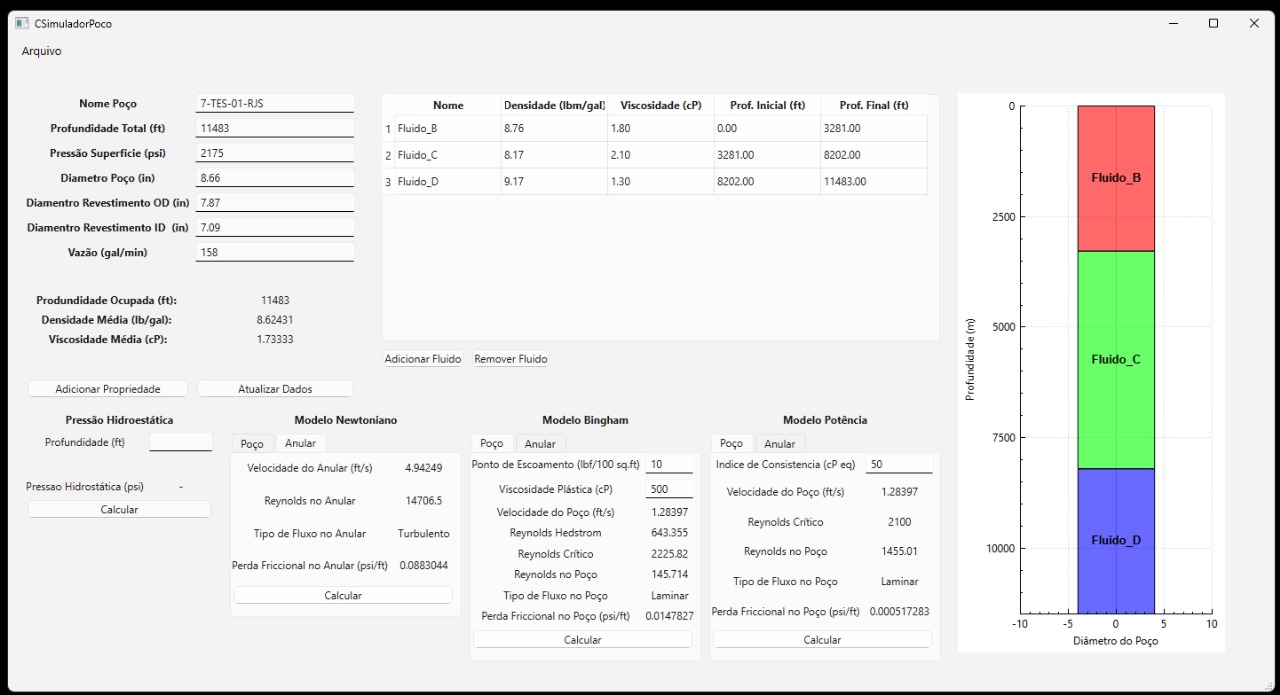 CSimuladorPoco
Arquivo
Nome Poço 7-TES-01-RJS
Profundidade Total (ft) 11483
Pressão Superficie (psi) 2175
Diametro Poço (in) 8.66
Diamentro Revestimento OD (in) 7.87
Diamentro Revestimento ID (in) 7.09
Vazão (gal/min) 158
Produndidade Ocupada (ft): 11483
Densidade Média (lb/gal): 8.62431
Viscosidade Média (cP): 1.73333
Adicionar Propriedade Atualizar Dados
Nome Densidade (lbm/gal) Viscosidade (cP) Prof. Inicial (ft) Prof. Final (ft)
1 Fluido_B 8.76 1.80 0.00 3281.00
2 Fluido_C 8.17 2.10 3281.00 8202.00
3 Fluido_D 9.17 1.30 8202.00 11483.00
Adicionar Fluido Remover Fluido
Pressão Hidroestática
Profundidade (ft)
Pressao Hidrostática (psi) -
Calcular
Modelo Newtoniano
Poço Anular
Velocidade do Anular (ft/s) 4.94249
Reynolds no Anular 14706.5
Tipo de Fluxo no Anular Turbulento
Perda Friccional no Anular (psi/ft) 0.0883044
Calcular
Modelo Bingham
Poço Anular
Ponto de Escoamento (lbf/100 sq.ft) 10
Viscosidade Plástica (cP) 500
Velocidade do Poço (ft/s) 1.28397
Reynolds Hedstrom 643.355
Reynolds Crítico 2225.82
Reynolds no Poço 145.714
Tipo de Fluxo no Poço Laminar
Perda Friccional no Poço (psi/ft) 0.0147827
Calcular
Modelo Potência
Poço Anular
Indice de Consistencia (cP eq) 50
Velocidade do Poço (ft/s) 1.28397
Reynolds Crítico 2100
Reynolds no Poço 1455.01
Tipo de Fluxo no Poço Laminar
Perda Friccional no Poço (psi/ft) 0.000517283
Calcular
Profundidade (m)
0
2500
5000
7500
10000
Fluido_B
Fluido_C
Fluido_D
-10 -5 0 5 10
Diâmetro do Poço